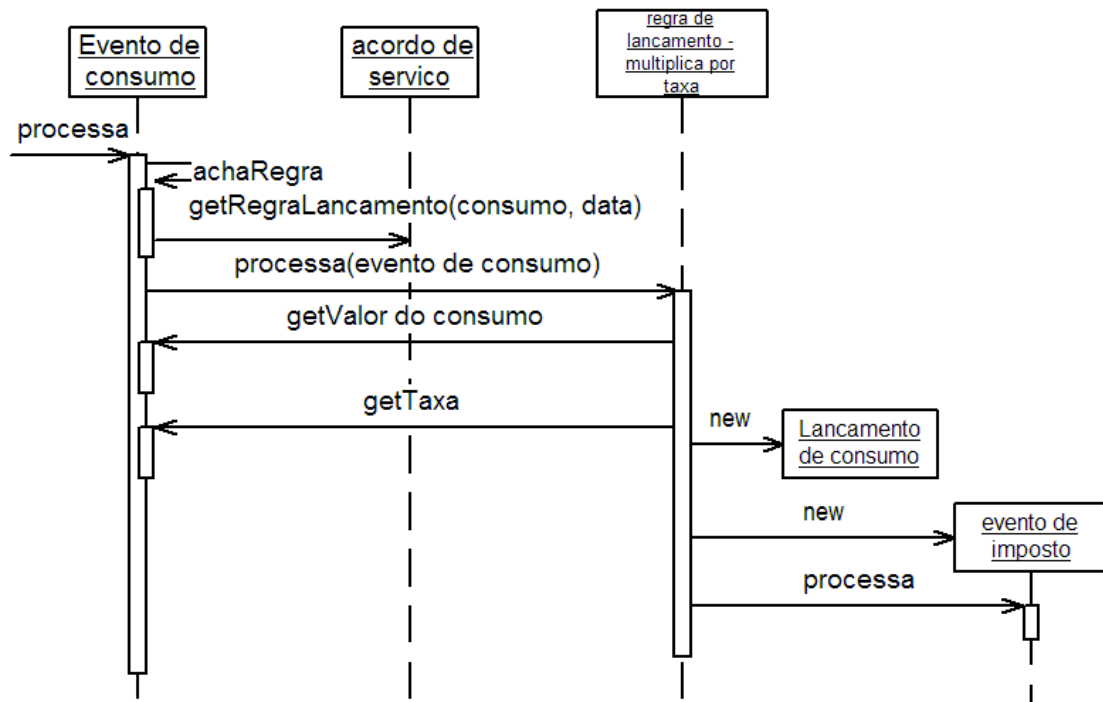 Evento de
consumo
acordo de
servico
regra de
lancamento -
multiplica por
taxa
processa
achaRegra
getRegraLancamento(consumo, data)
processa(evento de consumo)
getValor do consumo
getTaxa
new
Lancamento
de consumo
new
evento de
imposto
processa